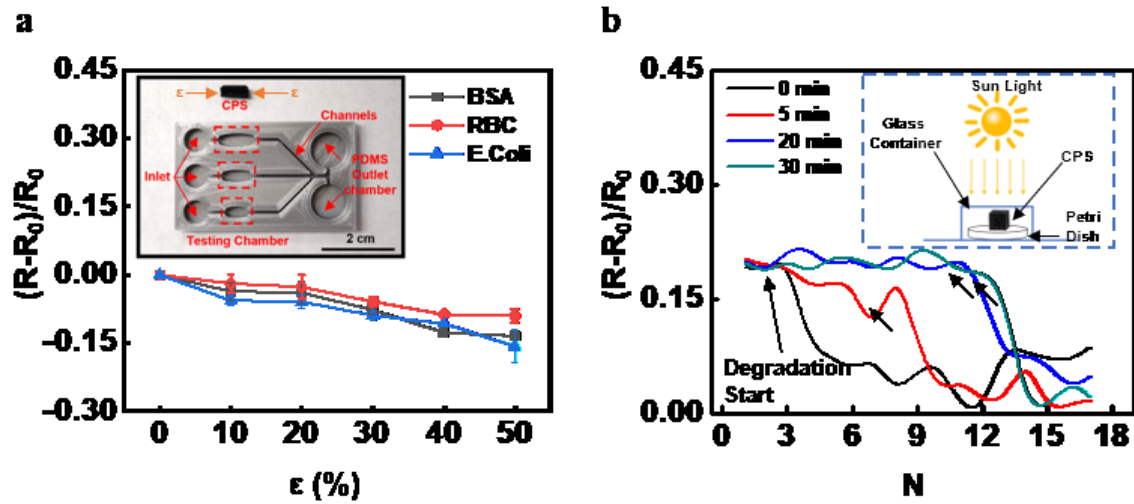 a
(R-R₀)/R₀
0.45
0.30
0.15
0.00
−0.15
−0.30
0
10
20
30
40
50
ε (%)
BSA
RBC
E.Coli
ε
ε
CPS
Channels
Inlet
PDMS
Outlet
chamber
Testing Chamber
2 cm
b
(R-R₀)/R₀
0.45
0.30
0.15
0.00
0
3
6
9
12
15
18
N
0 min
5 min
20 min
30 min
Sun Light
Glass
Container
CPS
Petri
Dish
Degradation
Start